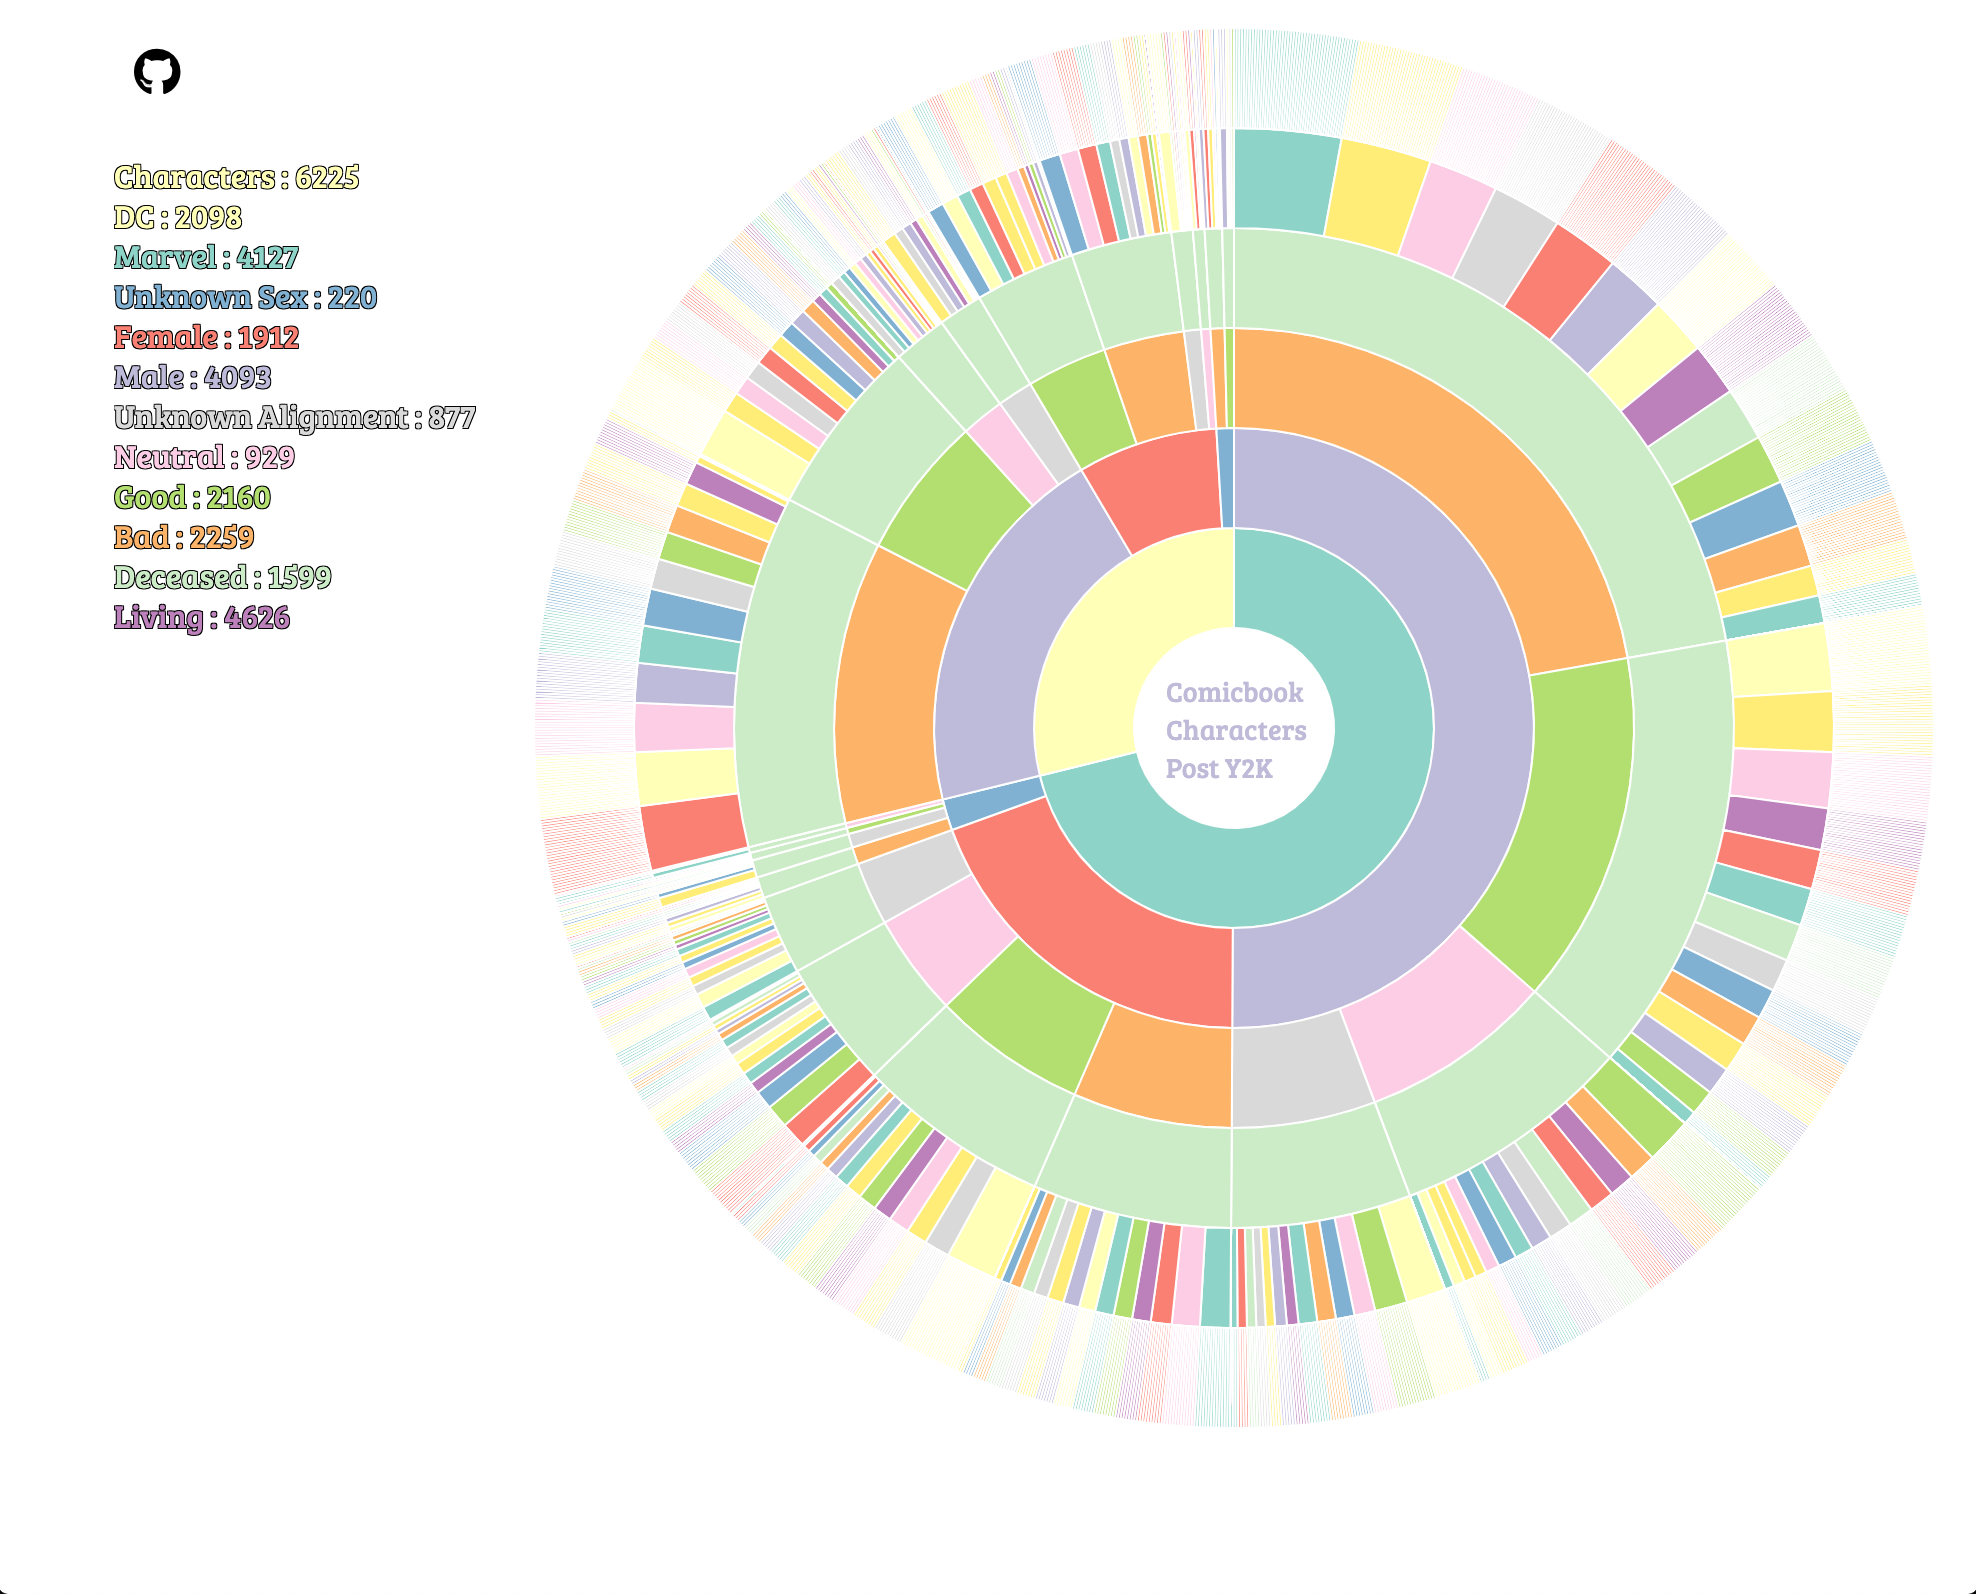 Characters : 6225
DC : 2098
Marvel : 4127
Unknown Sex : 220
Female : 1912
Male : 4093
Unknown Alignment : 877
Neutral : 929
Good : 2160
Bad : 2259
Deceased : 1599
Living : 4626
Comicbook
Characters
Post Y2K